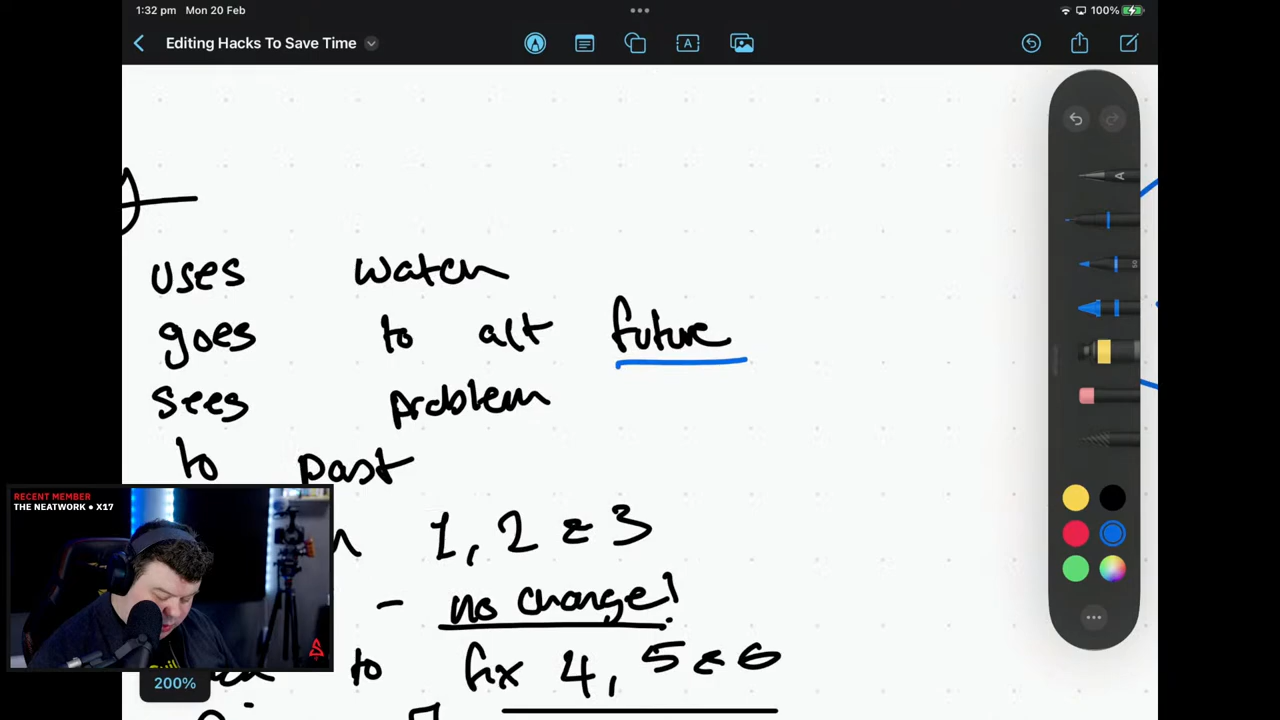 1:32 pm Mon 20 Feb
100%
Editing Hacks To Save Time
A
A
50
uses watch
goes to alt future
sees problem
to past
1, 2 & 3
- no change!
to fix 4, 5 & 6
7
RECENT MEMBER
THE NEATWORK • X17
200%